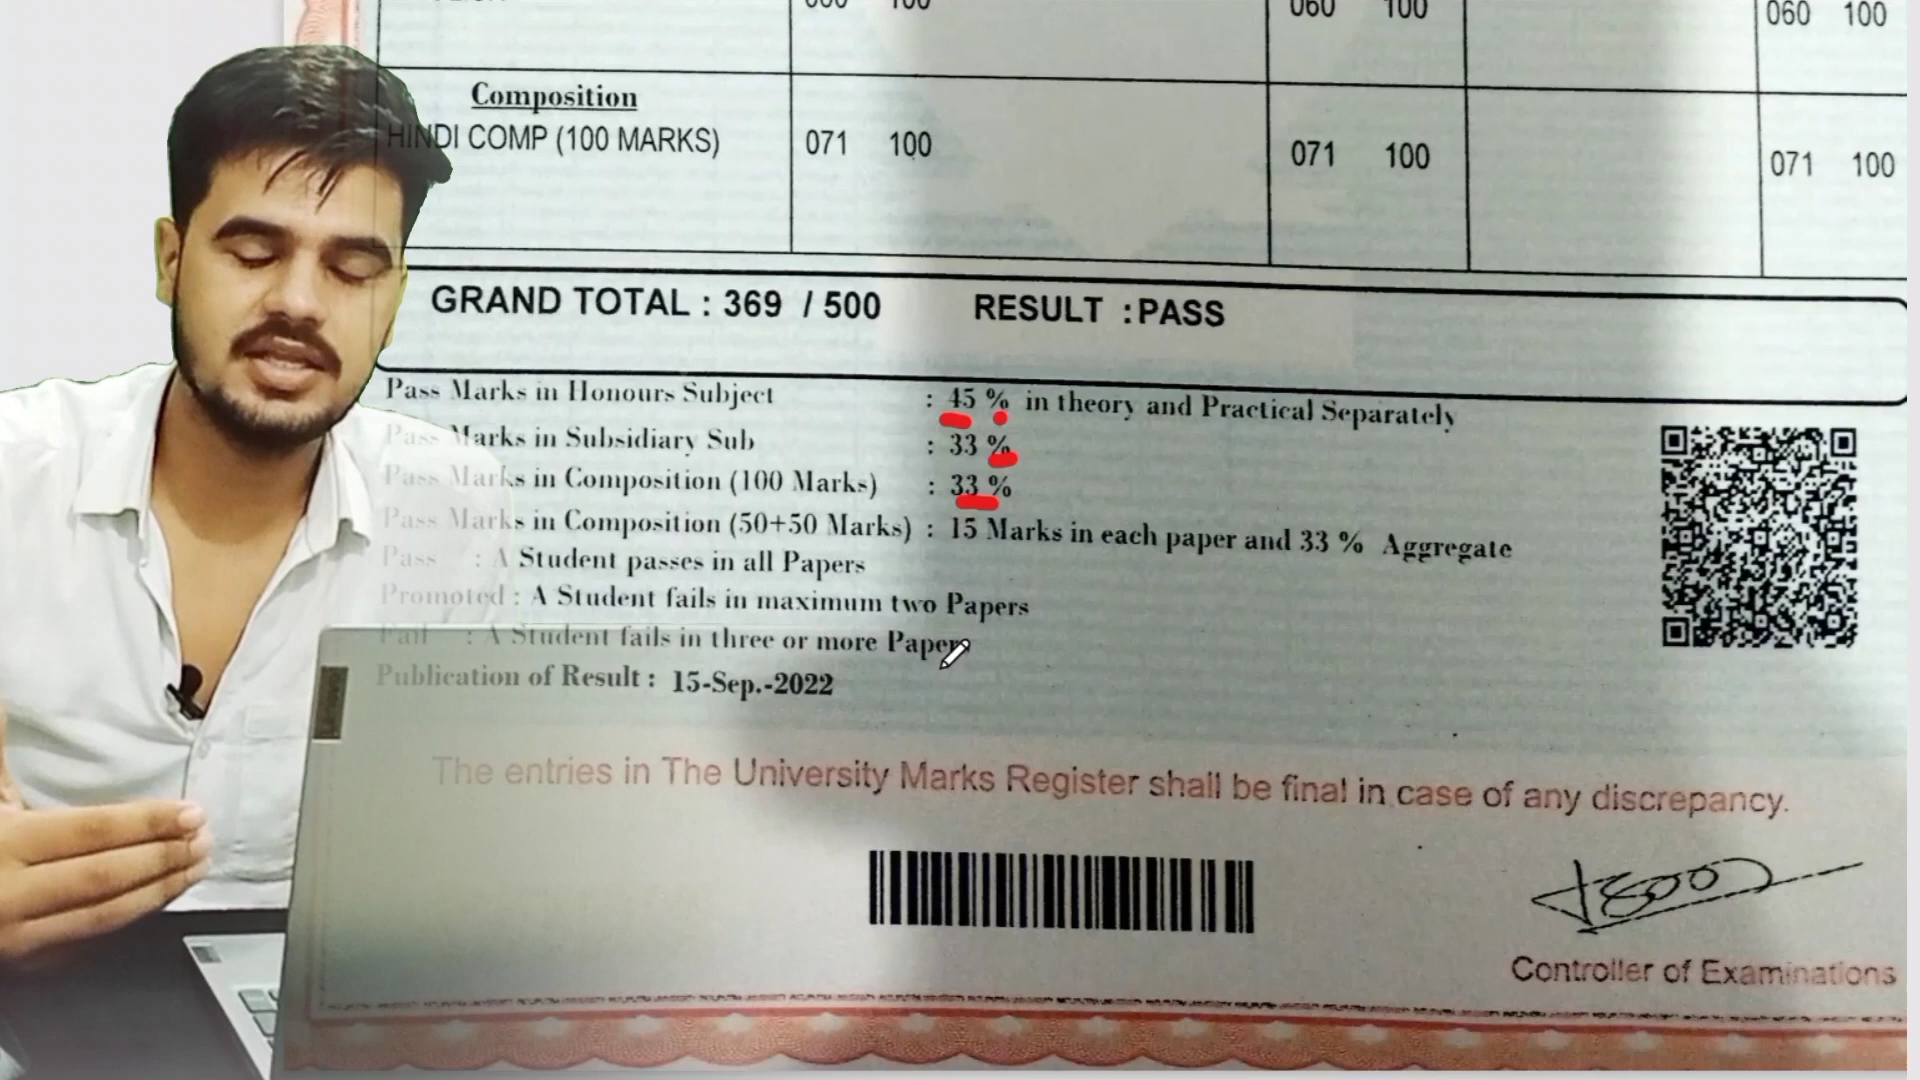 060 100
060 100
Composition
HINDI COMP (100 MARKS) 071 100 071 100 071 100
GRAND TOTAL : 369 / 500 RESULT : PASS
Pass Marks in Honours Subject : 45 % in theory and Practical Separately
Pass Marks in Subsidiary Sub : 33 %
Pass Marks in Composition (100 Marks) : 33 %
Pass Marks in Composition (50+50 Marks) : 15 Marks in each paper and 33 % Aggregate
Pass : A Student passes in all Papers
Promoted : A Student fails in maximum two Papers
Fail : A Student fails in three or more Papers
Publication of Result : 15-Sep.-2022
The entries in The University Marks Register shall be final in case of any discrepancy.
Controller of Examinations